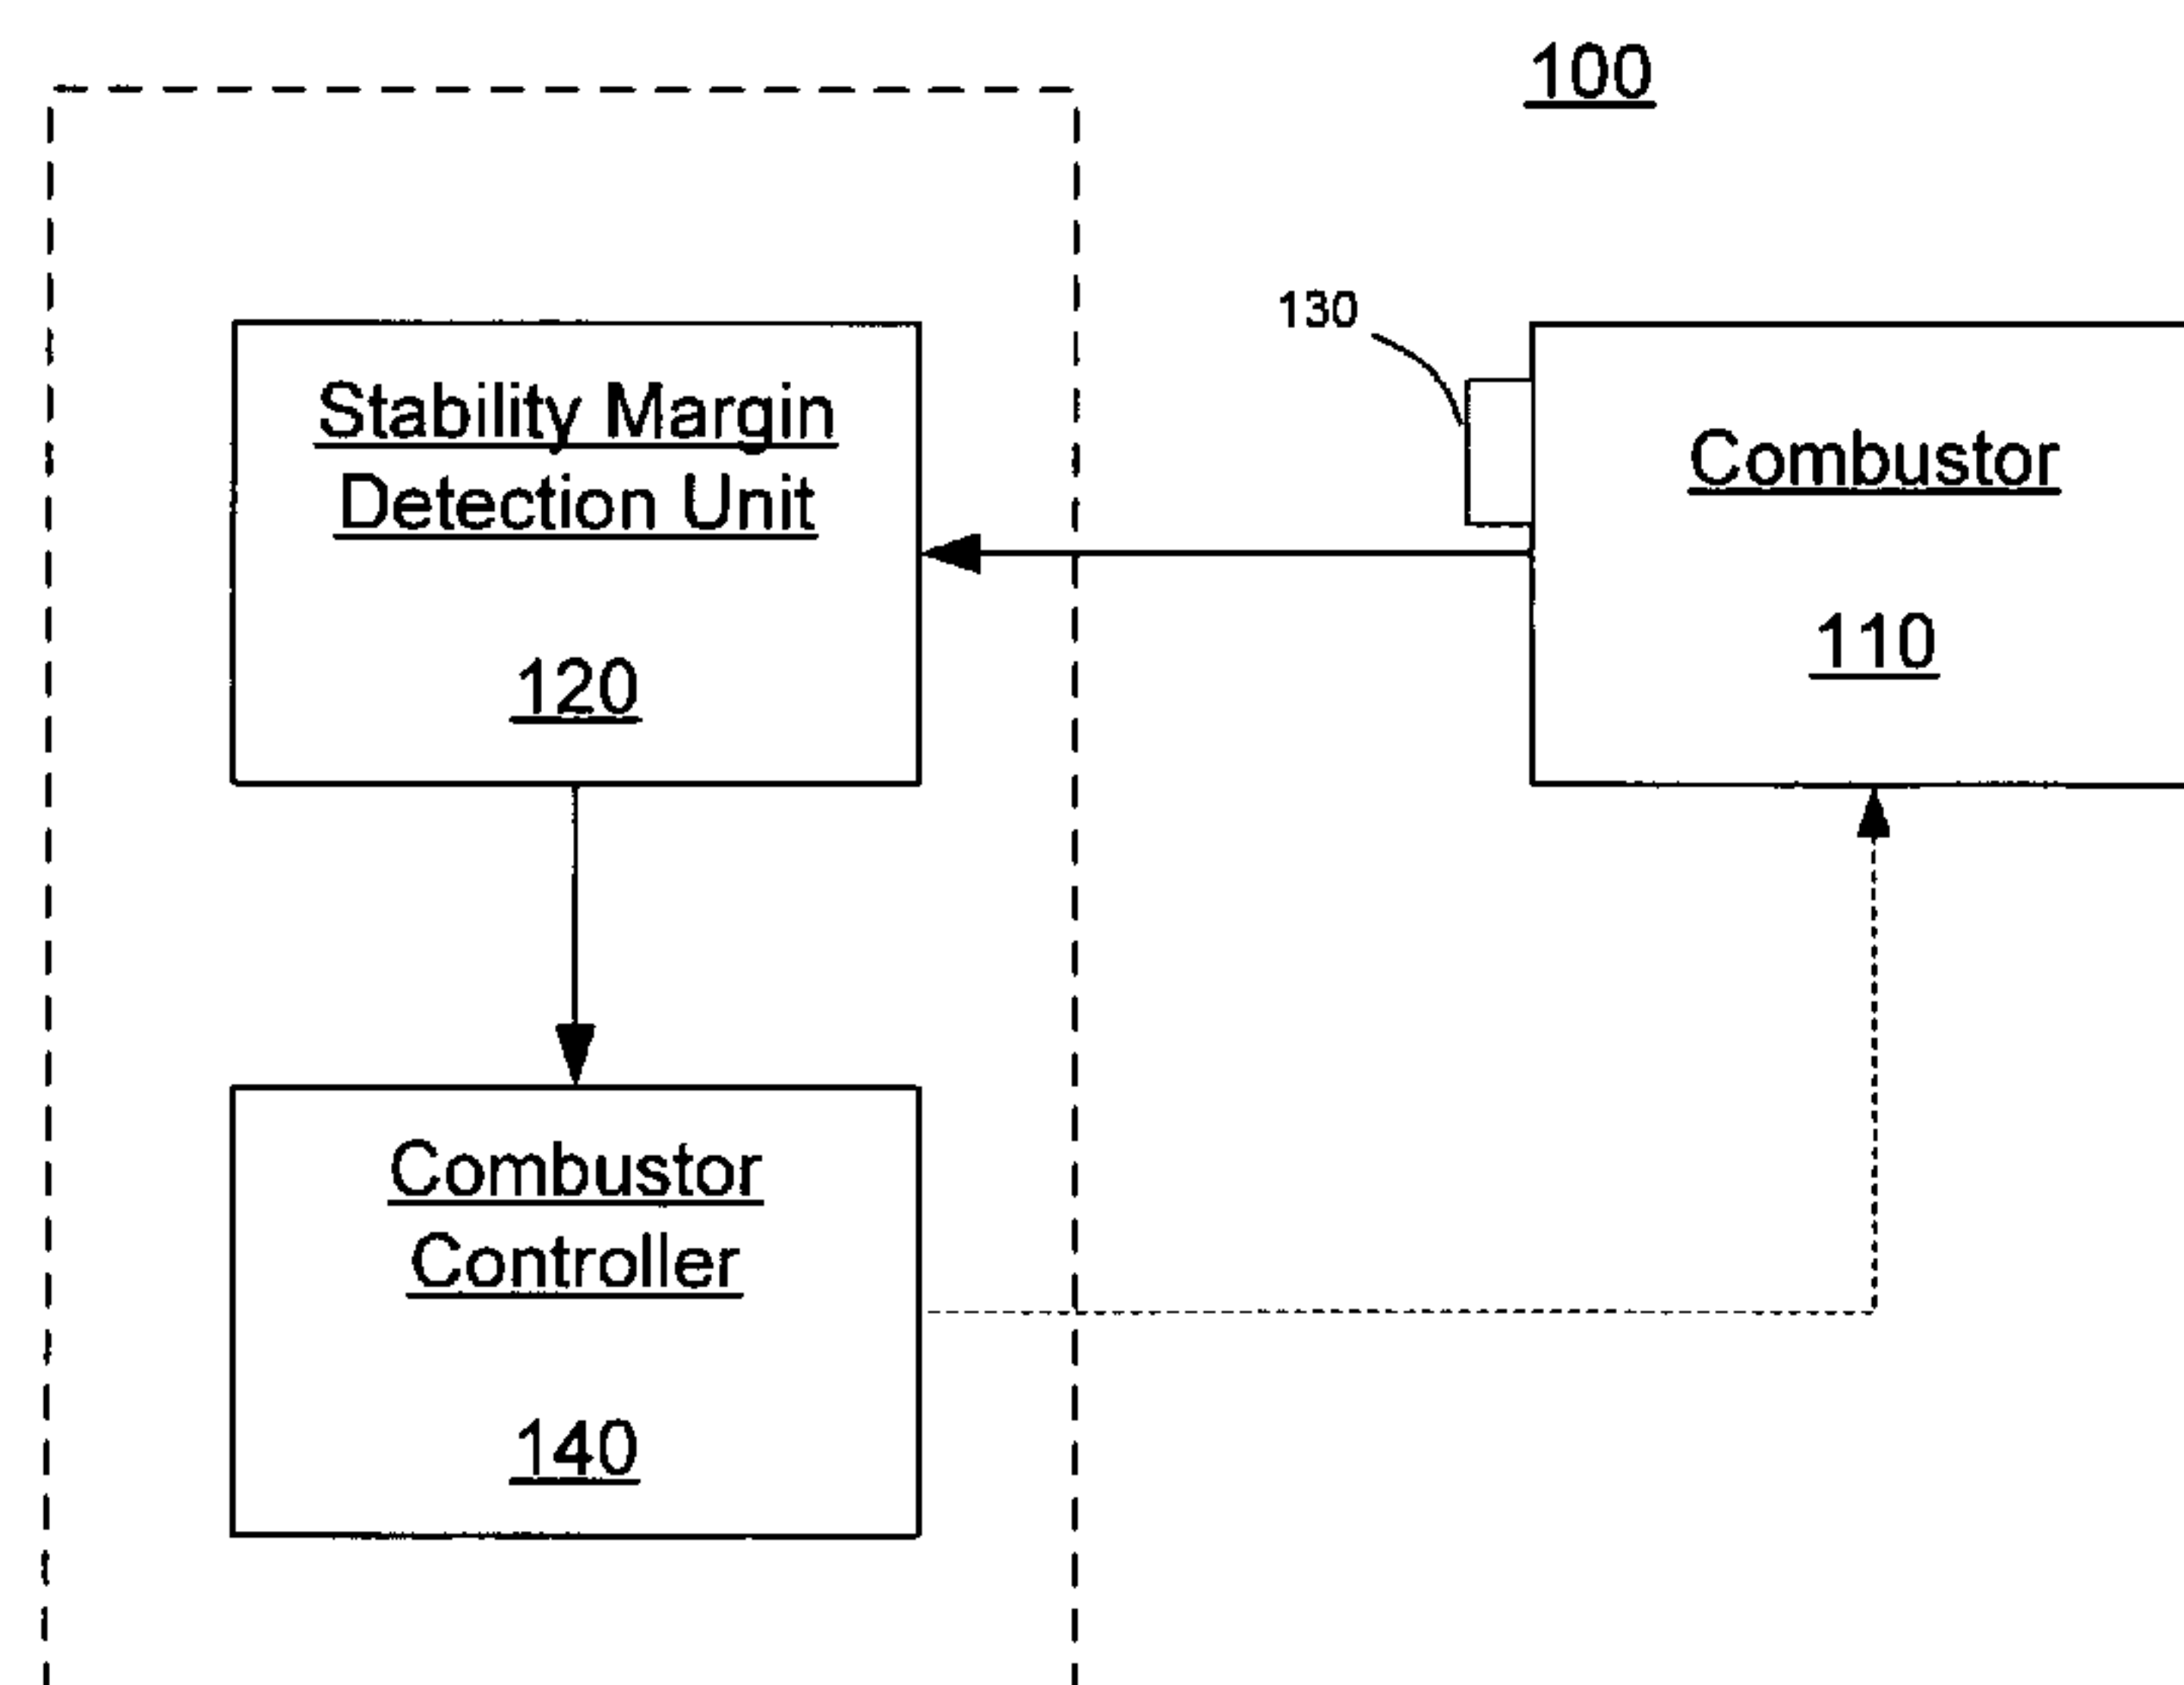 100
130
Stability Margin
Detection Unit
120
Combustor
110
Combustor
Controller
140